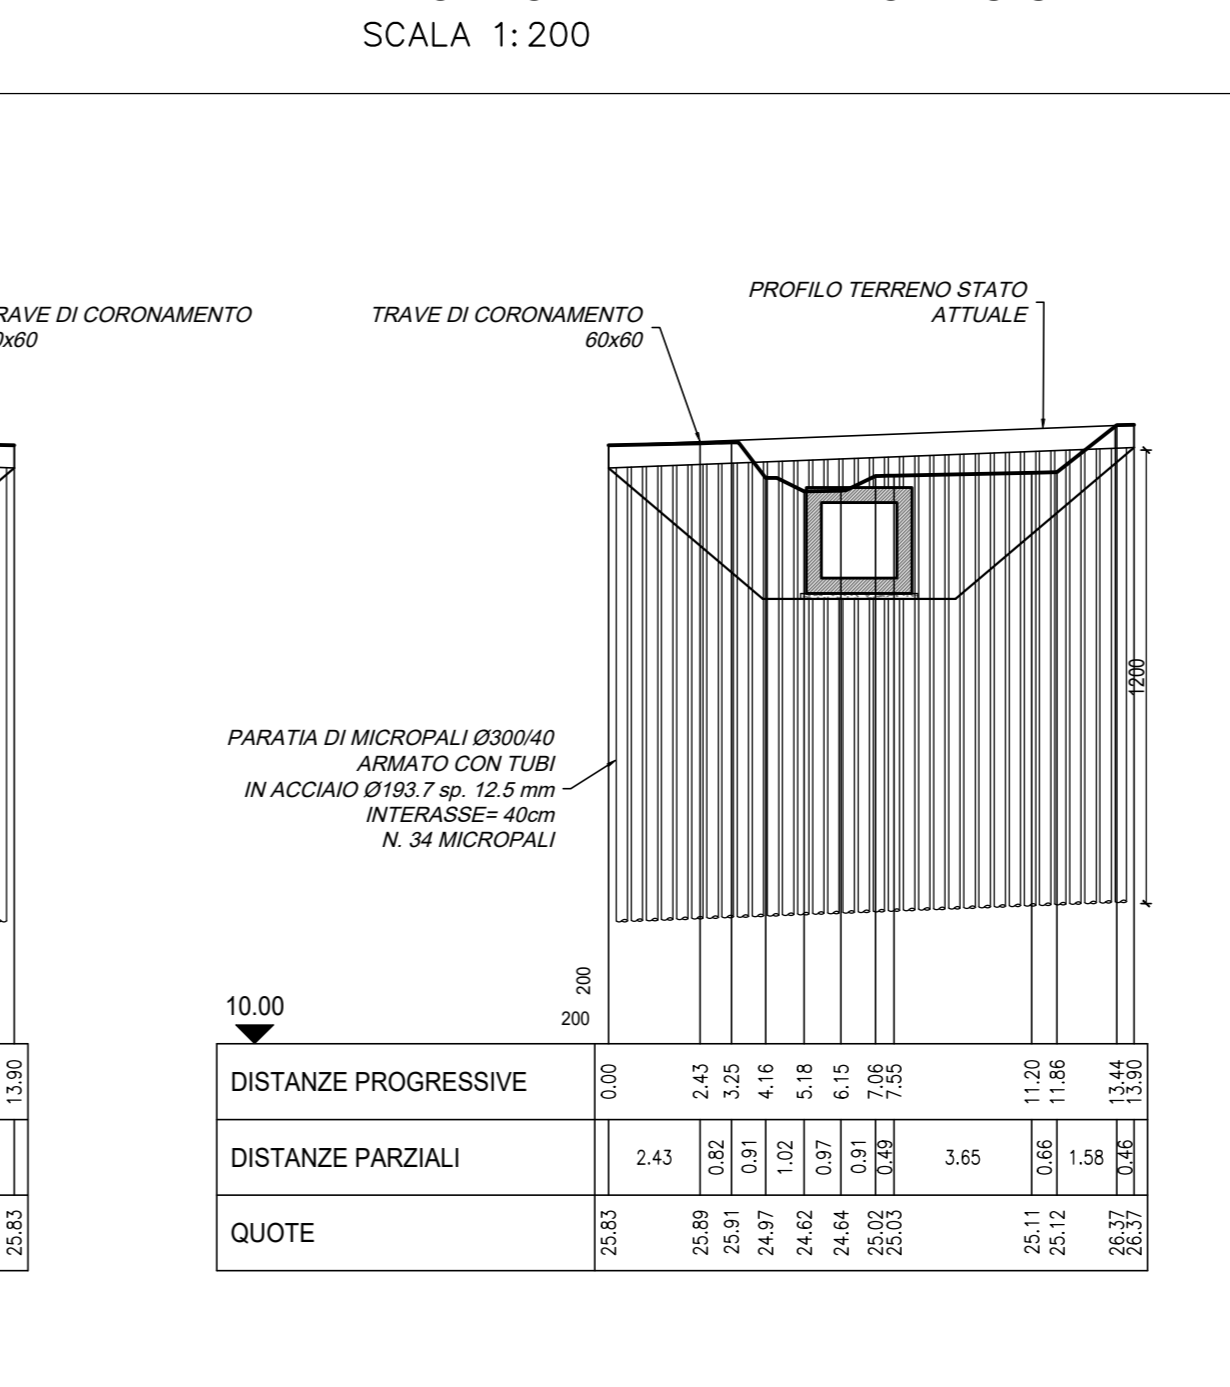 SCALA 1:200
RAVE DI CORONAMENTO
0x60
TRAVE DI CORONAMENTO
60x60
PROFILO TERRENO STATO
ATTUALE
1200
PARATIA DI MICROPALI Ø300/40
ARMATO CON TUBI
IN ACCIAIO Ø193.7 sp. 12.5 mm
INTERASSE= 40cm
N. 34 MICROPALI
200
200
10.00
13.90
25.83
DISTANZE PROGRESSIVE 0.00 2.43 3.25 4.16 5.18 6.15 7.06 7.55 11.20 11.86 13.44 13.90
DISTANZE PARZIALI 2.43 0.82 0.91 1.02 0.97 0.91 0.49 3.65 0.66 1.58 0.46
QUOTE 25.83 25.89 25.91 24.97 24.62 24.64 25.02 25.03 25.11 25.12 26.37 26.37